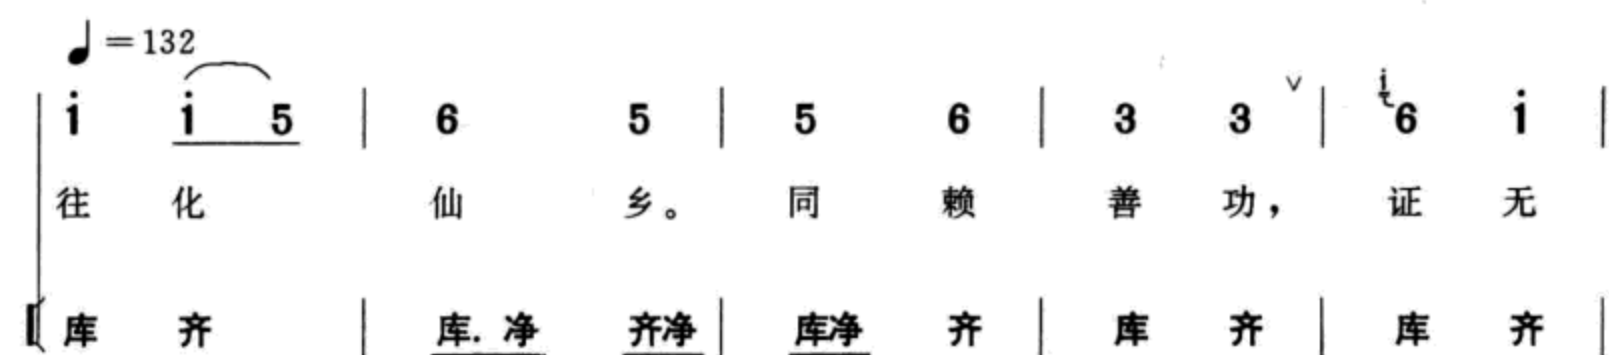 ♩=132
i i 5 | 6 5 | 5 6 | 3 3 ∨ | i 6 i |
往 化 仙 乡。 同 赖 善 功， 证 无
库 齐 | 库. 净 齐净 | 库净 齐 | 库 齐 | 库 齐 |